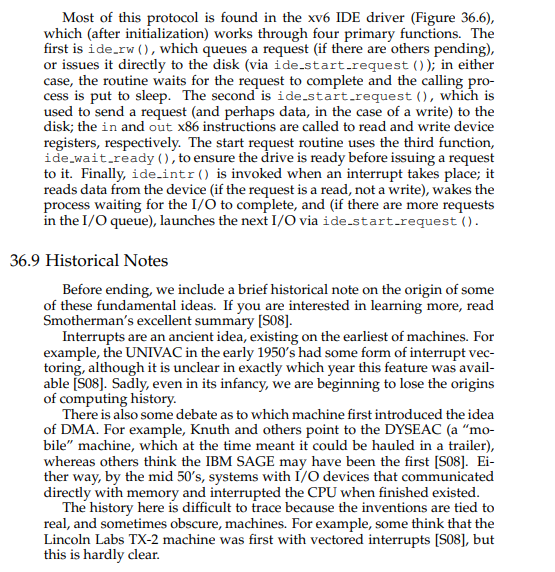 Most of this protocol is found in the xv6 IDE driver (Figure 36.6),
which (after initialization) works through four primary functions. The
first is ide_rw(), which queues a request (if there are others pending),
or issues it directly to the disk (via ide_start_request()); in either
case, the routine waits for the request to complete and the calling pro-
cess is put to sleep. The second is ide_start_request(), which is
used to send a request (and perhaps data, in the case of a write) to the
disk; the in and out x86 instructions are called to read and write device
registers, respectively. The start request routine uses the third function,
ide_wait_ready(), to ensure the drive is ready before issuing a request
to it. Finally, ide_intr() is invoked when an interrupt takes place; it
reads data from the device (if the request is a read, not a write), wakes the
process waiting for the I/O to complete, and (if there are more requests
in the I/O queue), launches the next I/O via ide_start_request().
36.9 Historical Notes
Before ending, we include a brief historical note on the origin of some
of these fundamental ideas. If you are interested in learning more, read
Smotherman's excellent summary [S08].
Interrupts are an ancient idea, existing on the earliest of machines. For
example, the UNIVAC in the early 1950's had some form of interrupt vec-
toring, although it is unclear in exactly which year this feature was avail-
able [S08]. Sadly, even in its infancy, we are beginning to lose the origins
of computing history.
There is also some debate as to which machine first introduced the idea
of DMA. For example, Knuth and others point to the DYSEAC (a "mo-
bile" machine, which at the time meant it could be hauled in a trailer),
whereas others think the IBM SAGE may have been the first [S08]. Ei-
ther way, by the mid 50's, systems with I/O devices that communicated
directly with memory and interrupted the CPU when finished existed.
The history here is difficult to trace because the inventions are tied to
real, and sometimes obscure, machines. For example, some think that the
Lincoln Labs TX-2 machine was first with vectored interrupts [S08], but
this is hardly clear.